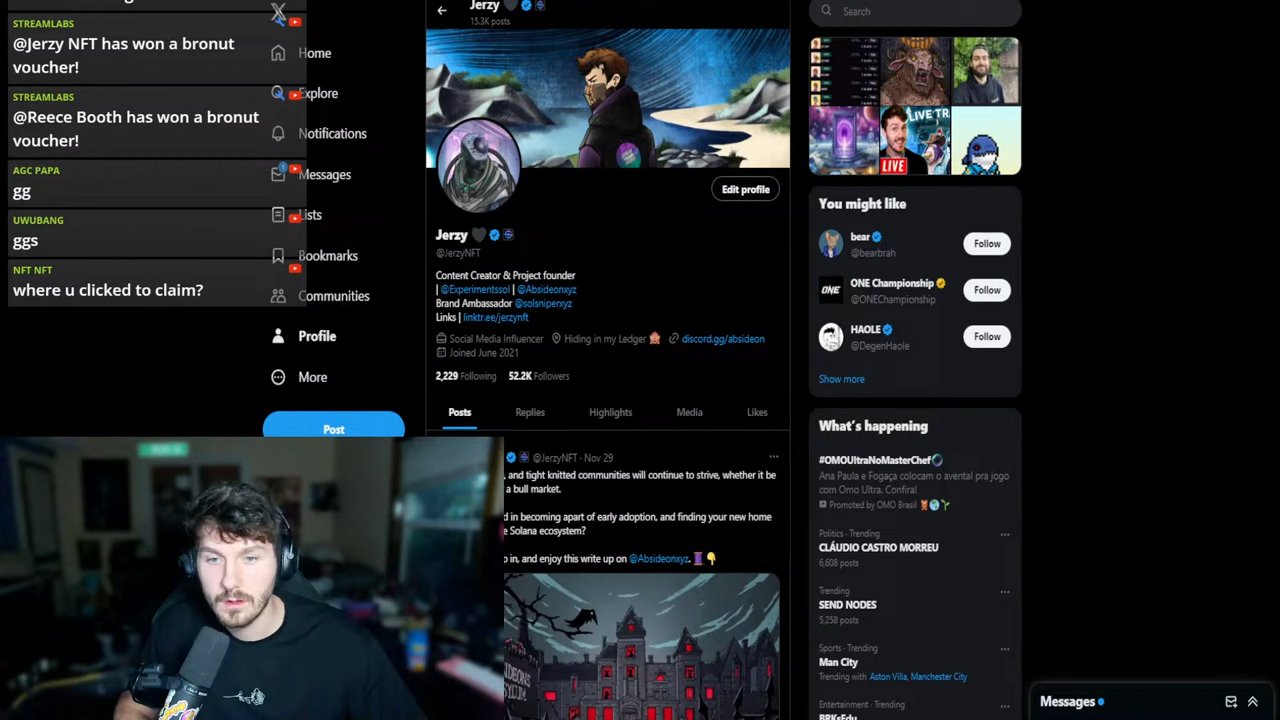 STREAMLABS
@Jerzy NFT has won a bronut
voucher!
STREAMLABS
@Reece Booth has won a bronut
voucher!
AGC PAPA
gg
UWUBANG
ggs
NFT NFT
where u clicked to claim?
Home
Explore
Notifications
Messages
Lists
Bookmarks
Communities
Profile
More
Post
Jerzy
15.3K posts
Edit profile
Jerzy
@JerzyNFT
Content Creator & Project founder
| @Experimentssol | @Absideonxyz
Brand Ambassador @solsniperxyz
Links | linktr.ee/jerzynft
Social Media Influencer Hiding in my Ledger discord.gg/absideon
Joined June 2021
2,229 Following 52.2K Followers
Posts Replies Highlights Media Likes
@JerzyNFT · Nov 29
, and tight knitted communities will continue to strive, whether it be
a bull market.
d in becoming apart of early adoption, and finding your new home
e Solana ecosystem?
p in, and enjoy this write up on @Absideonxyz.
Search
LIVE TR
LIVE
You might like
bear
@bearbrah
Follow
ONE
ONE Championship
@ONEChampionship
Follow
HAOLE
@DegenHaole
Follow
Show more
What's happening
#OMOUltraNoMasterChef
Ana Paula e Fogaça colocam o avental pra jogo
com Omo Ultra. Confira!
Promoted by OMO Brasil
Politics · Trending
CLÁUDIO CASTRO MORREU
6,608 posts
Trending
SEND NODES
5,258 posts
Sports · Trending
Man City
Trending with Aston Villa, Manchester City
Entertainment · Trending
BRKsEdu
Messages